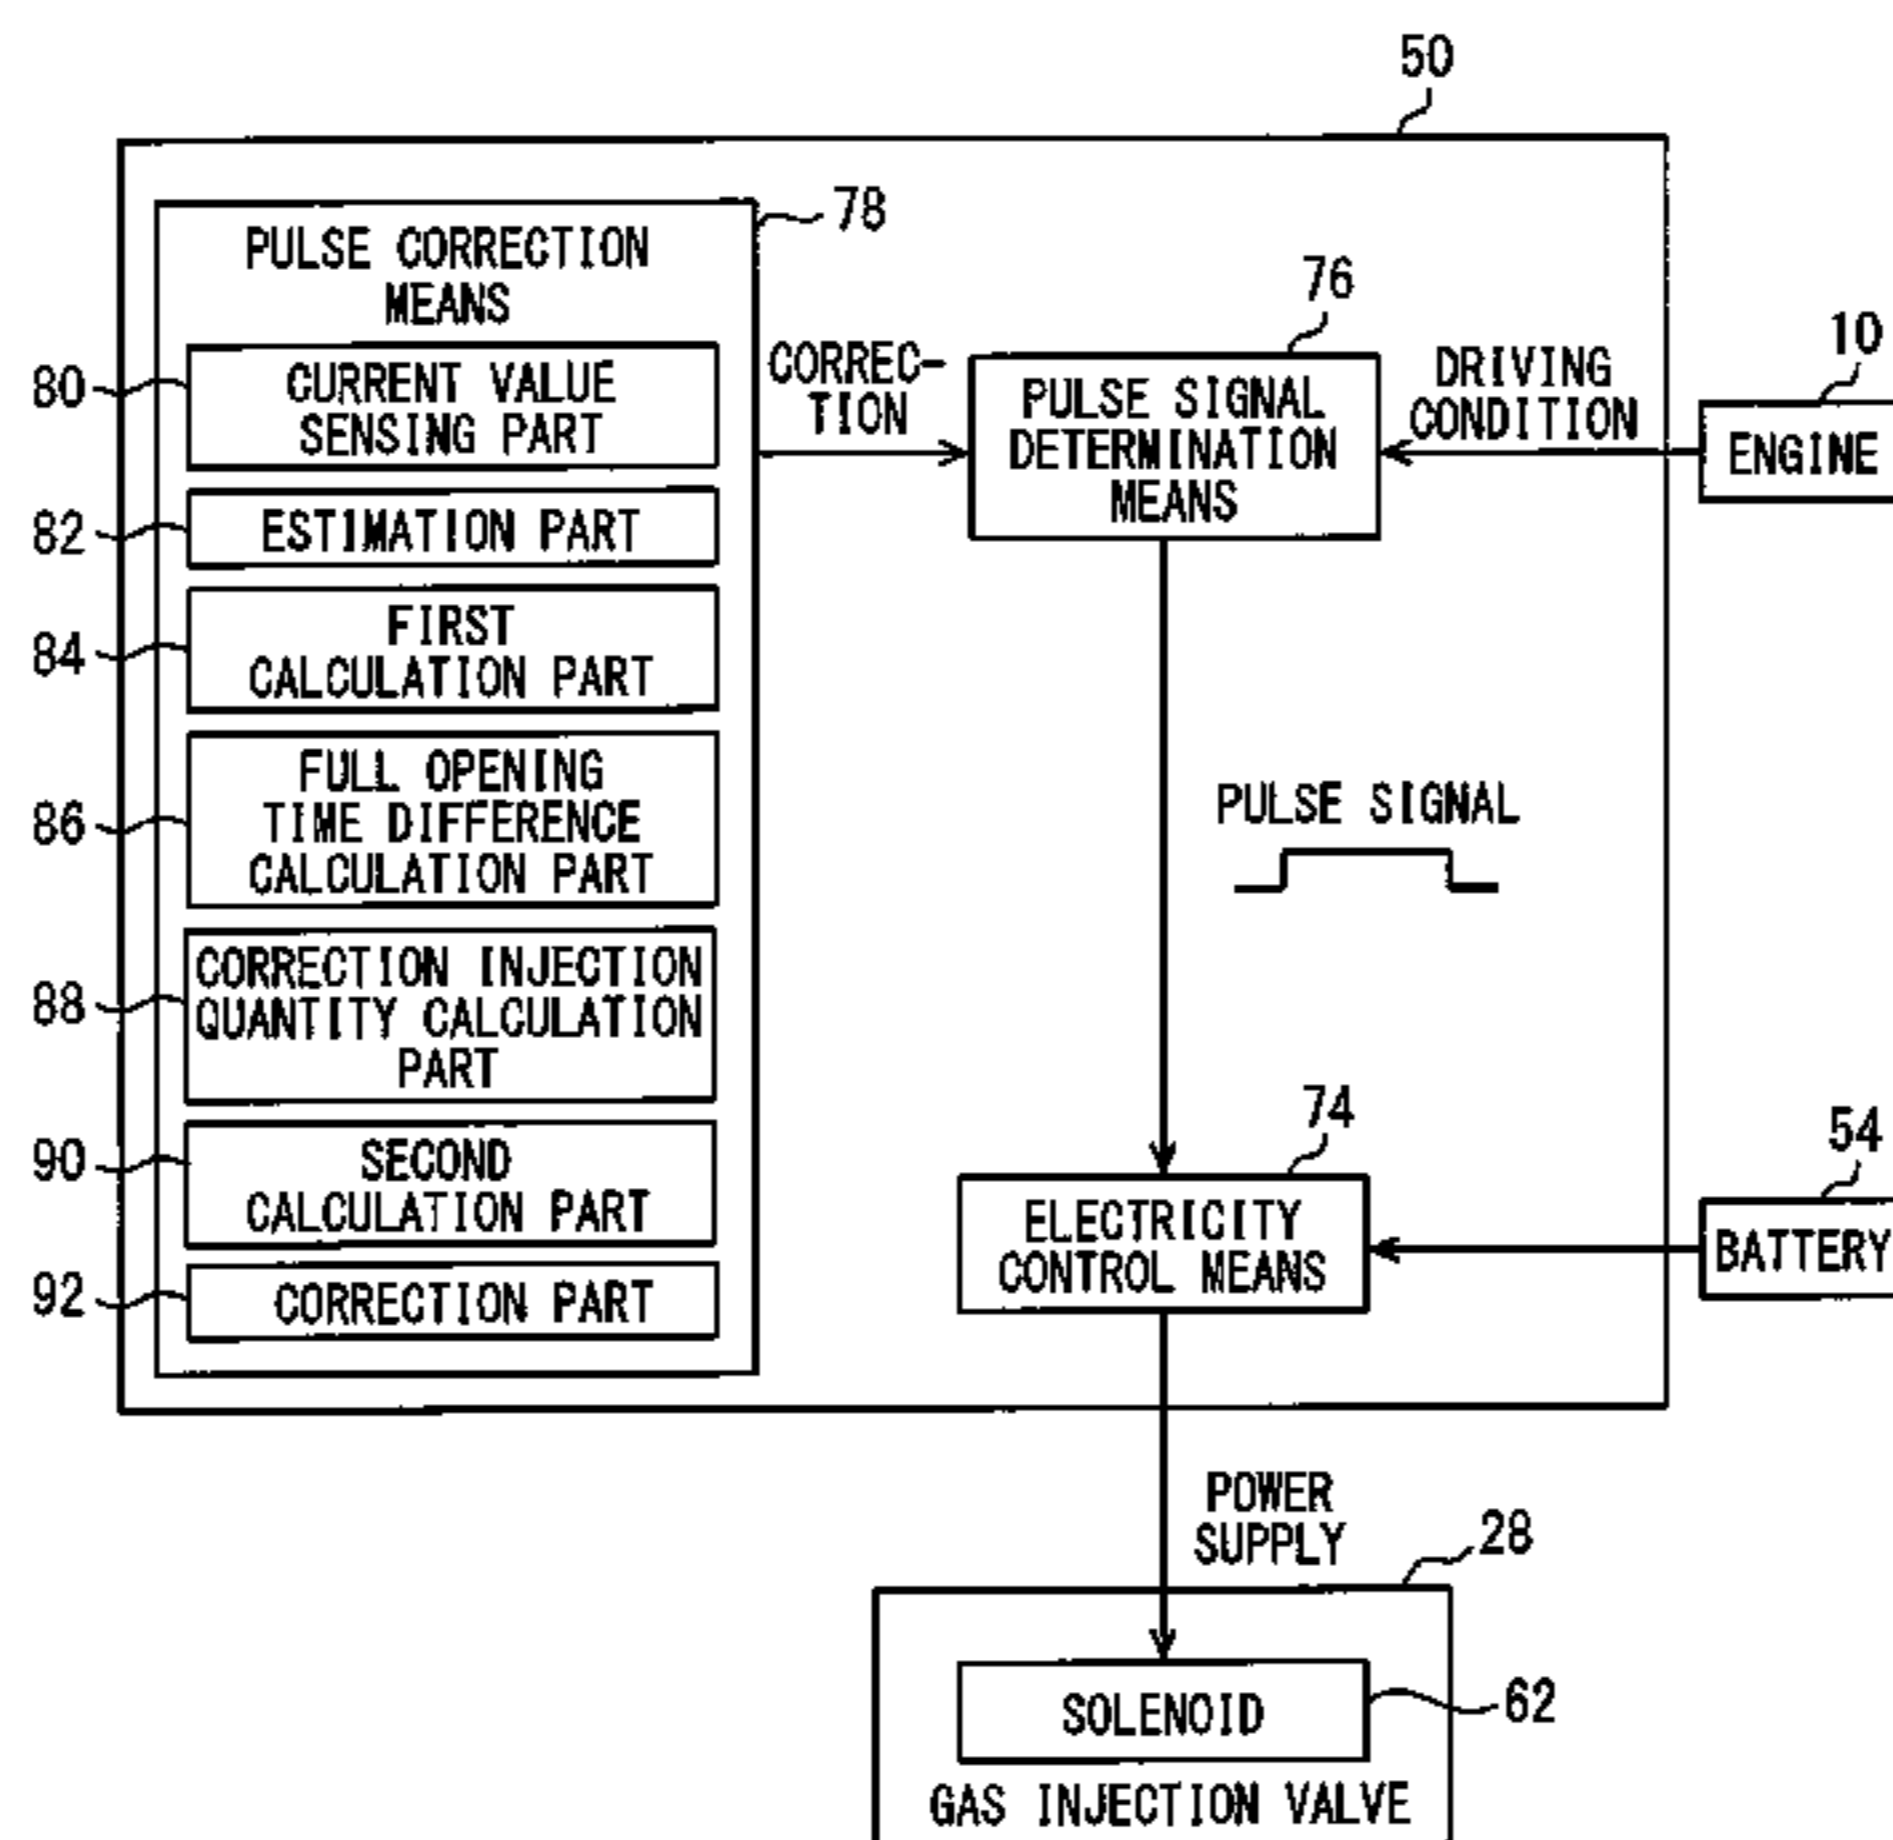 50
78
PULSE CORRECTION
MEANS
80
CURRENT VALUE
SENSING PART
82
ESTIMATION PART
84
FIRST
CALCULATION PART
86
FULL OPENING
TIME DIFFERENCE
CALCULATION PART
88
CORRECTION INJECTION
QUANTITY CALCULATION
PART
90
SECOND
CALCULATION PART
92
CORRECTION PART
CORREC-
TION
76
PULSE SIGNAL
DETERMINATION
MEANS
DRIVING
CONDITION
10
ENGINE
PULSE SIGNAL
74
ELECTRICITY
CONTROL MEANS
54
BATTERY
POWER
SUPPLY
28
SOLENOID
62
GAS INJECTION VALVE